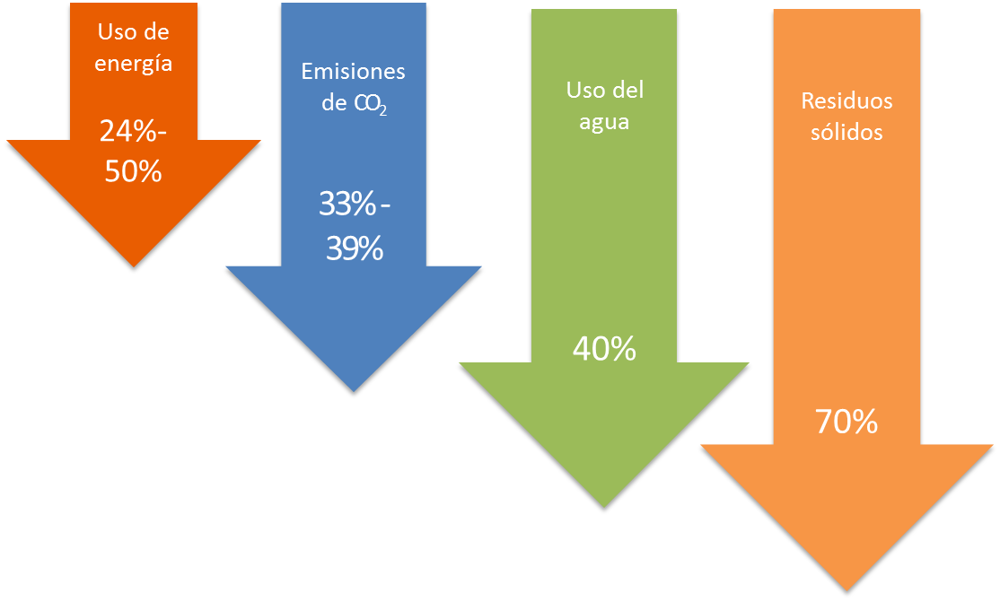 Uso de
energía
24%-
50%
Emisiones
de CO₂
33%-
39%
Uso del
agua
40%
Residuos
sólidos
70%